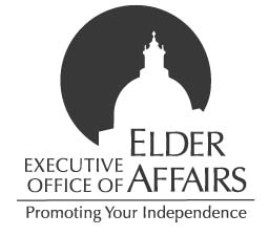 EXECUTIVE OFFICE OF ELDER AFFAIRS
Promoting Your Independence